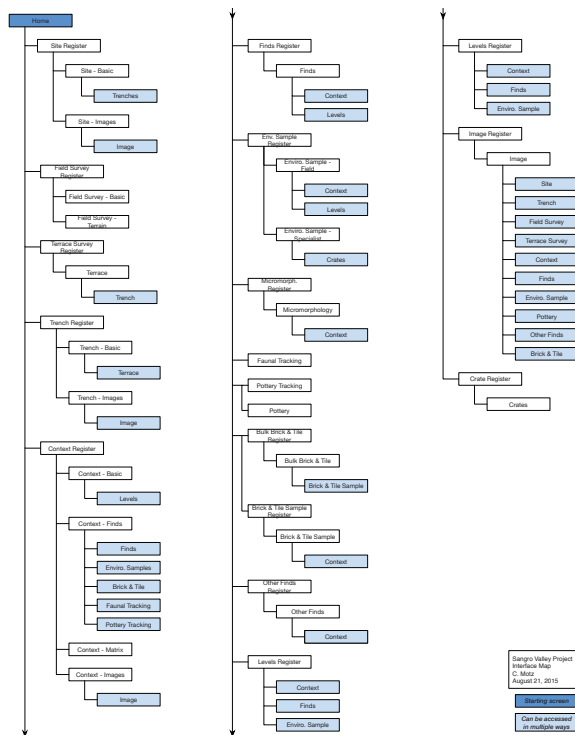 Home
Site Register
Site - Basic
Trenches
Site - Images
Image
Field Survey
Register
Field Survey - Basic
Field Survey -
Terrain
Terrace Survey
Register
Terrace
Trench
Trench Register
Trench - Basic
Terrace
Trench - Images
Image
Context Register
Context - Basic
Levels
Context - Finds
Finds
Enviro. Samples
Brick & Tile
Faunal Tracking
Pottery Tracking
Context - Matrix
Context - Images
Image
Finds Register
Finds
Context
Levels
Env. Sample
Register
Enviro. Sample -
Field
Context
Levels
Enviro. Sample -
Specialist
Crates
Micromorph.
Register
Micromorphology
Context
Faunal Tracking
Pottery Tracking
Pottery
Bulk Brick & Tile
Register
Bulk Brick & Tile
Brick & Tile Sample
Brick & Tile Sample
Register
Brick & Tile Sample
Context
Other Finds
Register
Other Finds
Context
Levels Register
Context
Finds
Enviro. Sample
Levels Register
Context
Finds
Enviro. Sample
Image Register
Image
Site
Trench
Field Survey
Terrace Survey
Context
Finds
Enviro. Sample
Pottery
Other Finds
Brick & Tile
Crate Register
Crates
Sangro Valley Project
Interface Map
C. Motz
August 21, 2015
Starting screen
Can be accessed
in multiple ways